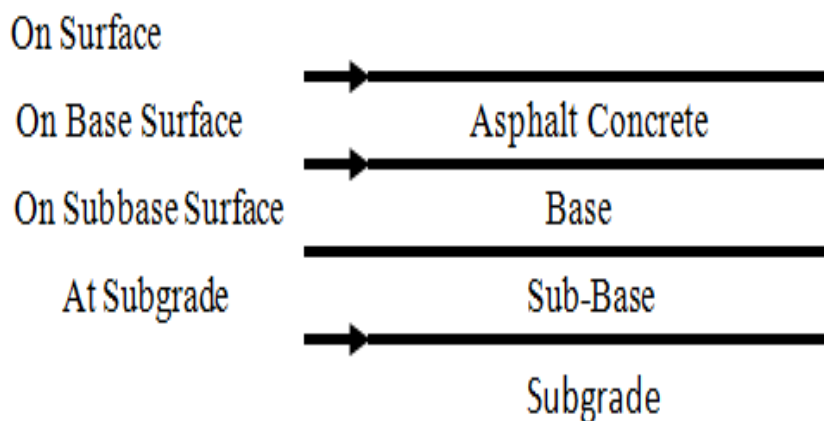 On Surface
On Base Surface
Asphalt Concrete
On Subbase Surface
Base
At Subgrade
Sub-Base
Subgrade